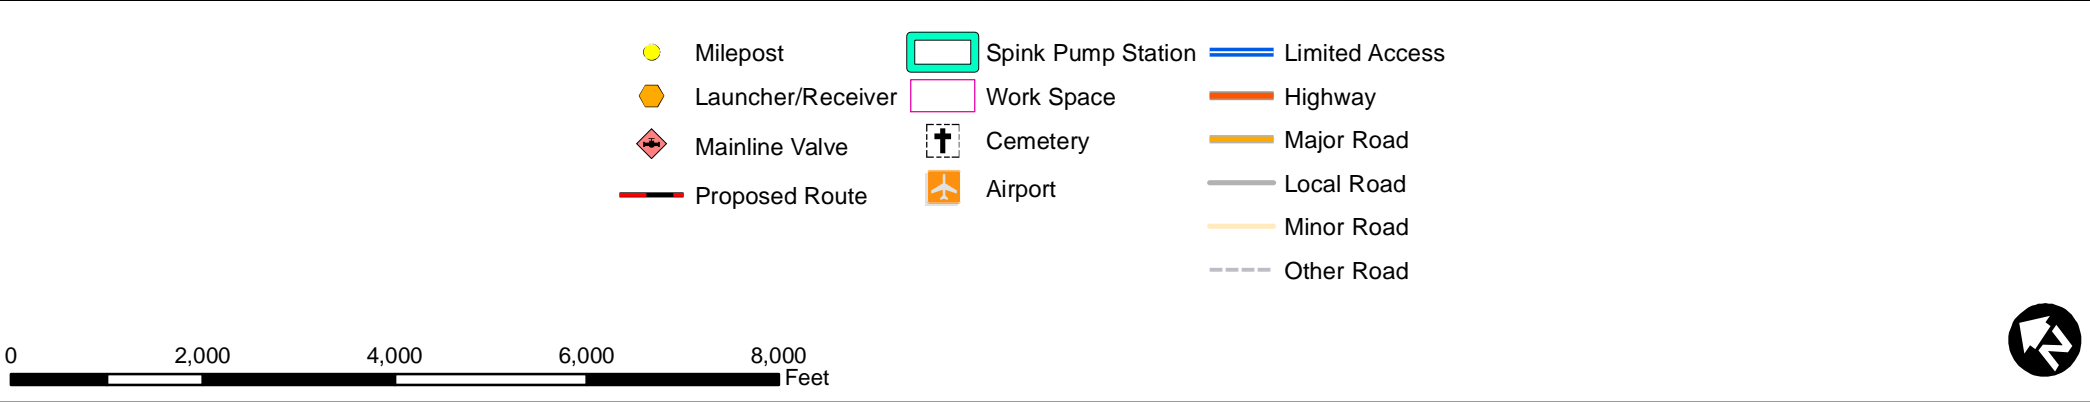 Milepost
Launcher/Receiver
Mainline Valve
Proposed Route
Spink Pump Station
Work Space
Cemetery
Airport
Limited Access
Highway
Major Road
Local Road
Minor Road
Other Road
0 2,000 4,000 6,000 8,000
Feet
N